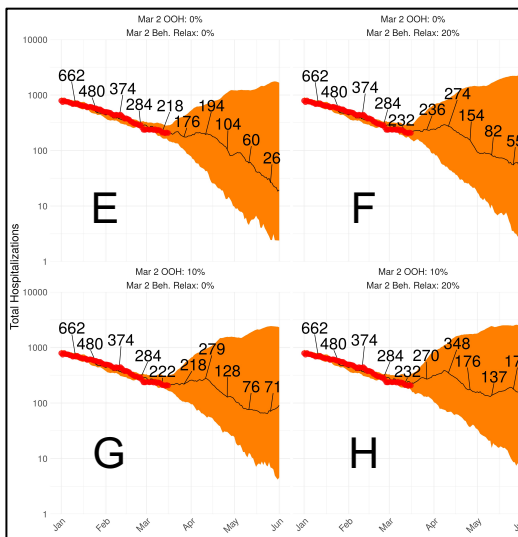 Mar 2 OOH: 0%
Mar 2 Beh. Relax: 0%
Mar 2 OOH: 0%
Mar 2 Beh. Relax: 20%
Total Hospitalizations
10000
1000
100
10
1
662
480
374
284
218
176
194
104
60
26
E
662
480
374
284
232
236
274
154
82
F
Mar 2 OOH: 10%
Mar 2 Beh. Relax: 0%
Mar 2 OOH: 10%
Mar 2 Beh. Relax: 20%
10000
1000
100
10
1
662
480
374
284
222
218
279
128
76
71
G
662
480
374
284
232
270
348
176
137
17
H
Jan
Feb
Mar
Apr
May
Jun
Jan
Feb
Mar
Apr
May